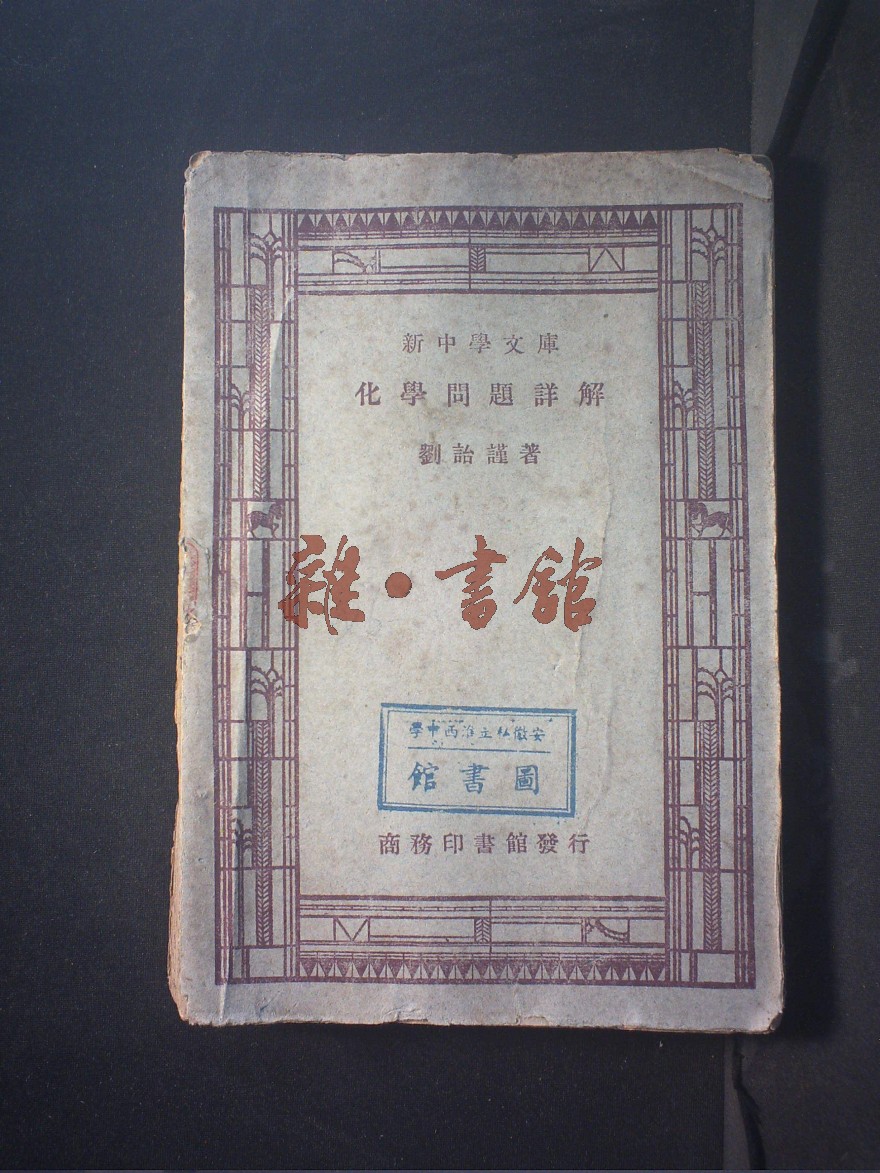 新中學文庫
化學問題詳解
劉詒謹著
雜·書館
安徽私立淮西中學
圖書館
商務印書館發行